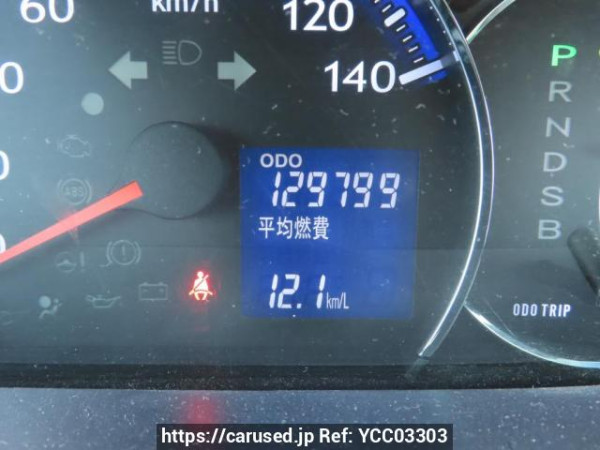 60
km/h
120
140
ABS
ODO
129799
平均燃費
12.1 km/L
P
R
N
D
S
B
ODO TRIP
https://carused.jp Ref: YCC03303